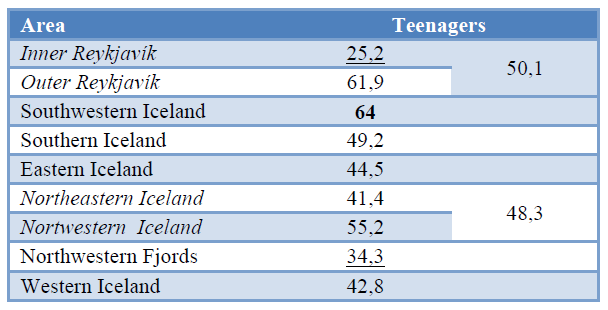 Area Teenagers
Inner Reykjavík 25,2 50,1
Outer Reykjavík 61,9
Southwestern Iceland 64
Southern Iceland 49,2
Eastern Iceland 44,5
Northeastern Iceland 41,4 48,3
Nortwestern Iceland 55,2
Northwestern Fjords 34,3
Western Iceland 42,8